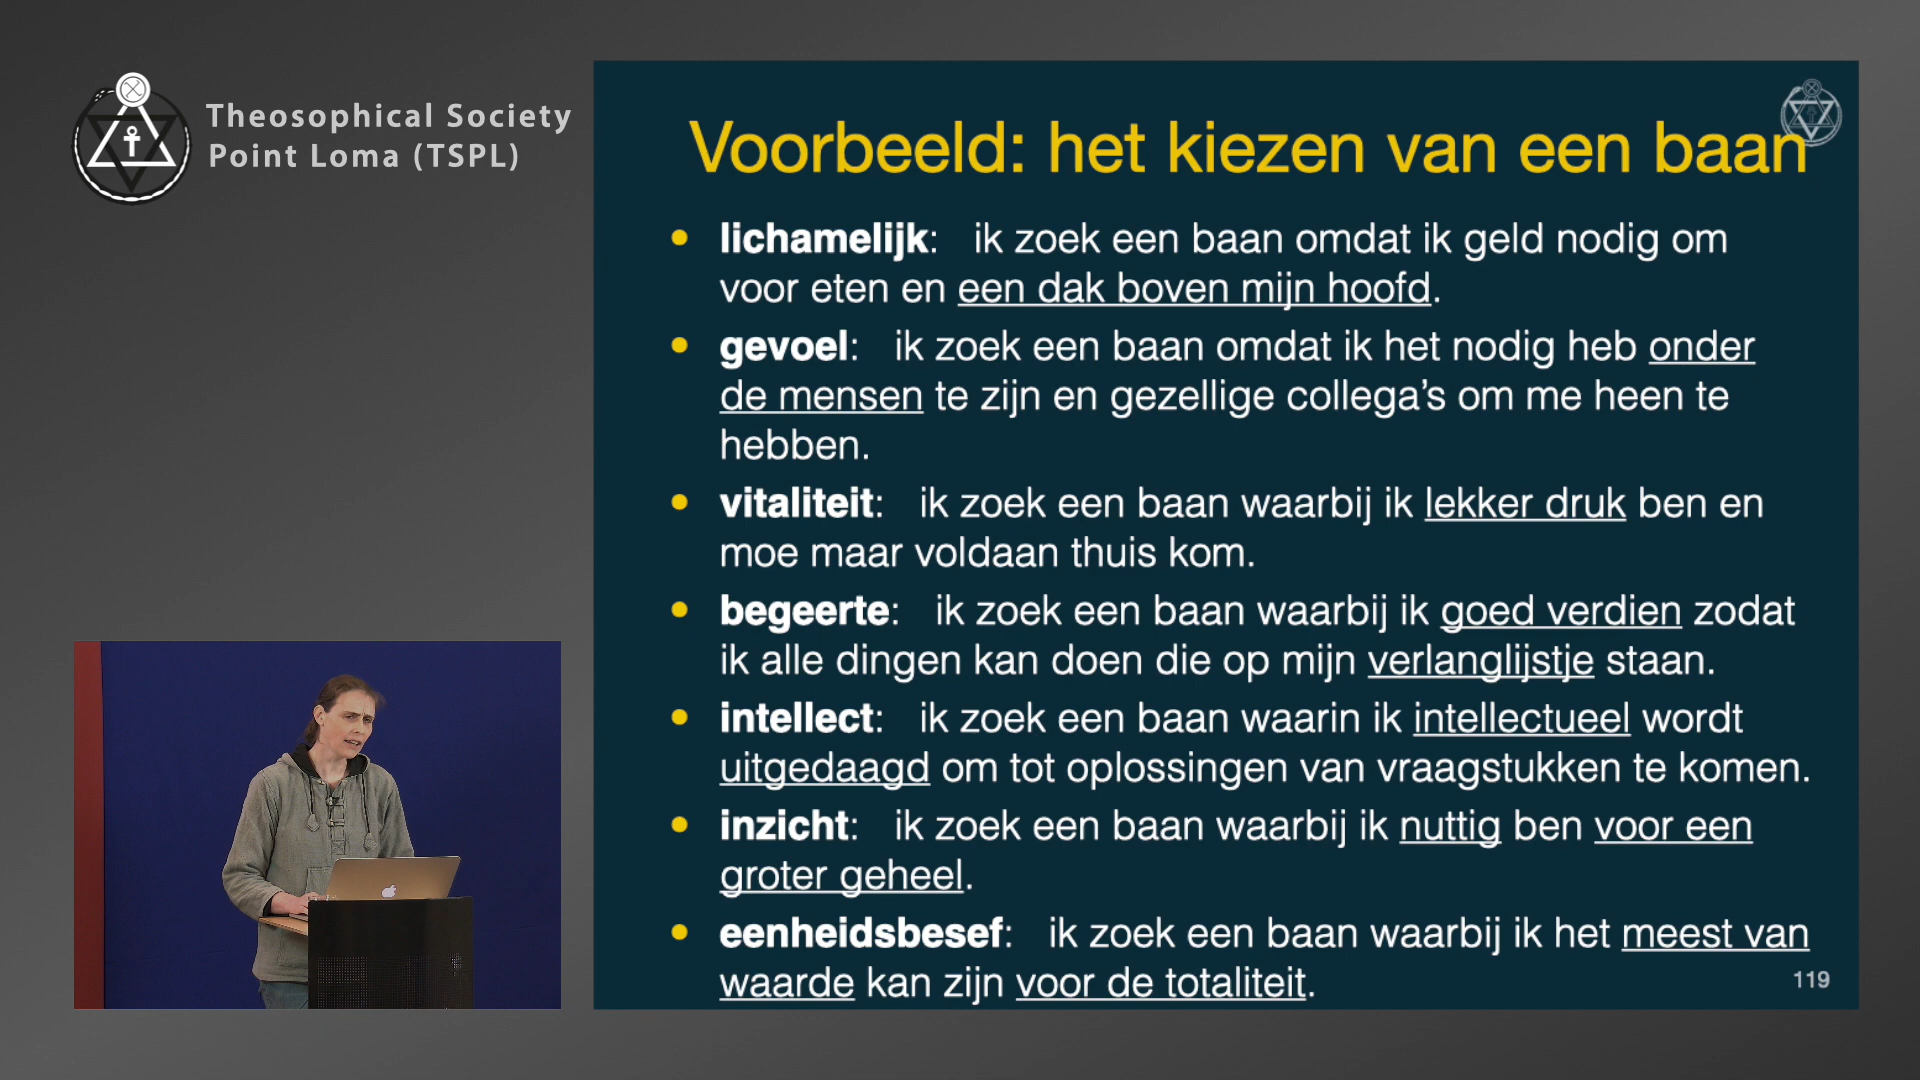 Theosophical Society
Point Loma (TSPL)
Voorbeeld: het kiezen van een baan
• lichamelijk: ik zoek een baan omdat ik geld nodig om
voor eten en een dak boven mijn hoofd.
• gevoel: ik zoek een baan omdat ik het nodig heb onder
de mensen te zijn en gezellige collega’s om me heen te
hebben.
• vitaliteit: ik zoek een baan waarbij ik lekker druk ben en
moe maar voldaan thuis kom.
• begeerte: ik zoek een baan waarbij ik goed verdien zodat
ik alle dingen kan doen die op mijn verlanglijstje staan.
• intellect: ik zoek een baan waarin ik intellectueel wordt
uitgedaagd om tot oplossingen van vraagstukken te komen.
• inzicht: ik zoek een baan waarbij ik nuttig ben voor een
groter geheel.
• eenheidsbesef: ik zoek een baan waarbij ik het meest van
waarde kan zijn voor de totaliteit.
119